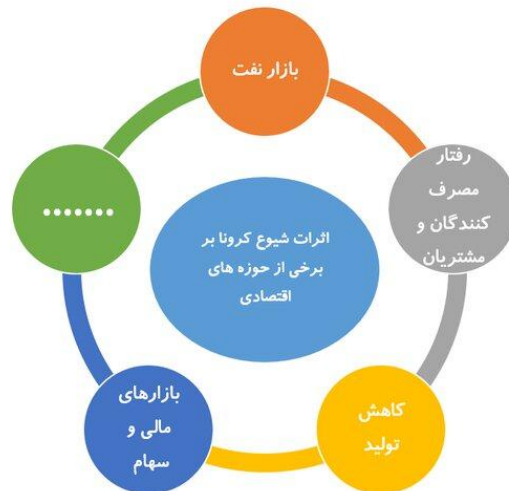 بازار نفت
رفتار
مصرف
کنندگان و
مشتریان
کاهش
تولید
بازارهای
مالی و
سهام
.......
اثرات شیوع کرونا بر
برخی از حوزه های
اقتصادی